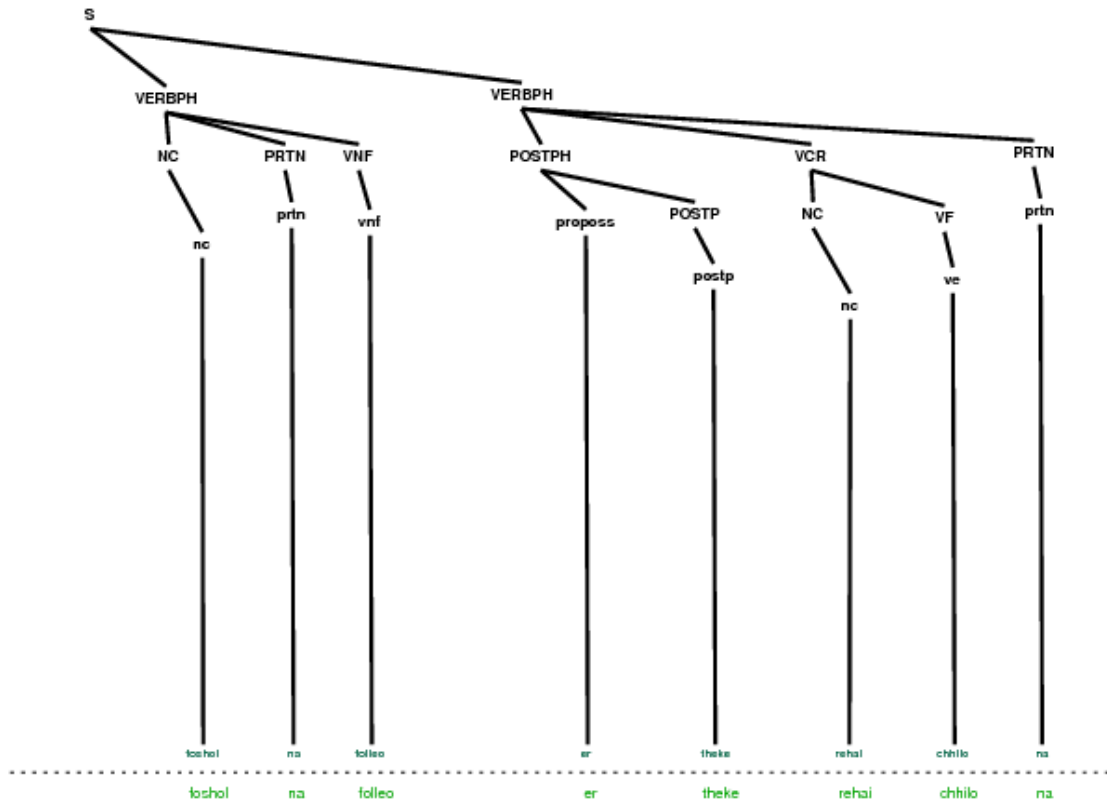 S
VERBPH VERBPH
NC PRTN VNF POSTPH VCR PRTN
prtn vnf proposs POSTP NC VF prtn
nc postp ve
nc
foshol na folleo er theke rehai chhilo na
foshol na folleo er theke rehai chhilo na